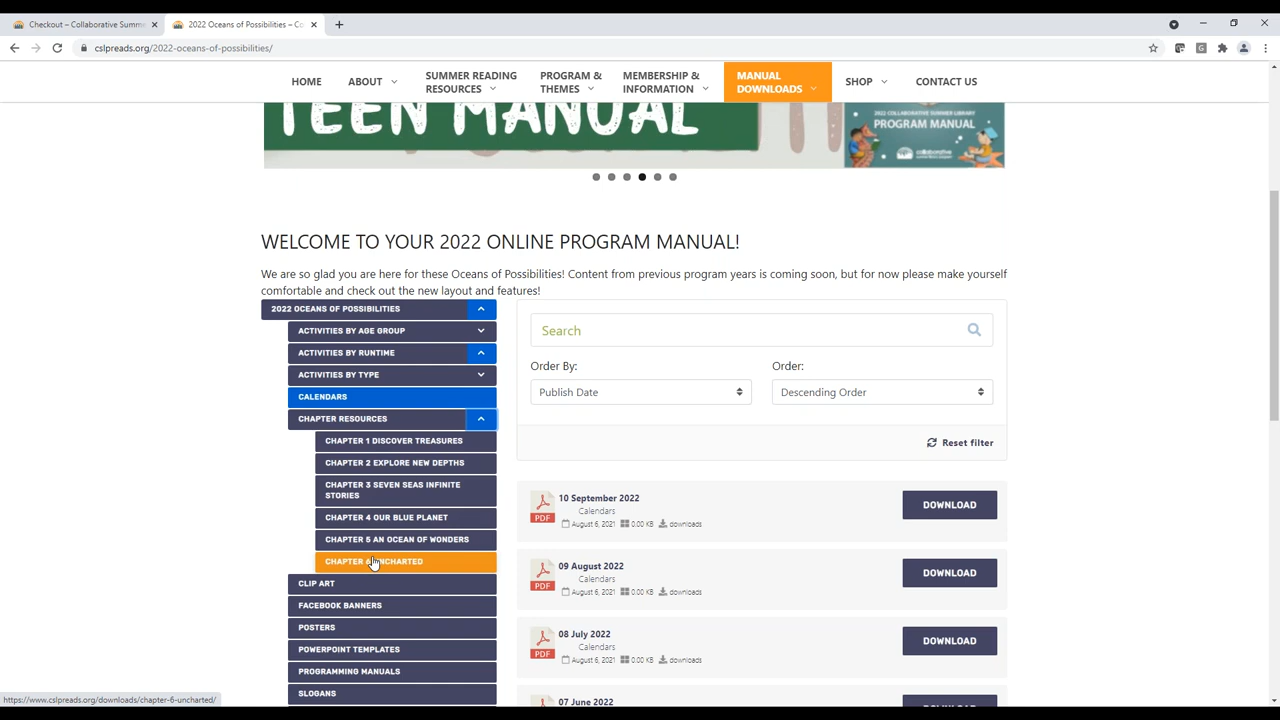 Checkout – Collaborative Summe
2022 Oceans of Possibilities – Co
cslpreads.org/2022-oceans-of-possibilities/
HOME
ABOUT
SUMMER READING
RESOURCES
PROGRAM &
THEMES
MEMBERSHIP &
INFORMATION
MANUAL
DOWNLOADS
SHOP
CONTACT US
TEEN MANUAL
2022 COLLABORATIVE SUMMER LIBRARY
PROGRAM MANUAL
collaborative
WELCOME TO YOUR 2022 ONLINE PROGRAM MANUAL!
We are so glad you are here for these Oceans of Possibilities! Content from previous program years is coming soon, but for now please make yourself
comfortable and check out the new layout and features!
2022 OCEANS OF POSSIBILITIES
ACTIVITIES BY AGE GROUP
ACTIVITIES BY RUNTIME
ACTIVITIES BY TYPE
CALENDARS
CHAPTER RESOURCES
CHAPTER 1 DISCOVER TREASURES
CHAPTER 2 EXPLORE NEW DEPTHS
CHAPTER 3 SEVEN SEAS INFINITE
STORIES
CHAPTER 4 OUR BLUE PLANET
CHAPTER 5 AN OCEAN OF WONDERS
CHAPTER 6 UNCHARTED
CLIP ART
FACEBOOK BANNERS
POSTERS
POWERPOINT TEMPLATES
PROGRAMMING MANUALS
SLOGANS
Search
Order By:
Order:
Publish Date
Descending Order
Reset filter
10 September 2022
Calendars
August 6, 2021 0.00 KB downloads
DOWNLOAD
PDF
09 August 2022
Calendars
August 6, 2021 0.00 KB downloads
DOWNLOAD
PDF
08 July 2022
Calendars
August 6, 2021 0.00 KB downloads
DOWNLOAD
PDF
07 June 2022
DOWNLOAD
https://www.cslpreads.org/downloads/chapter-6-uncharted/